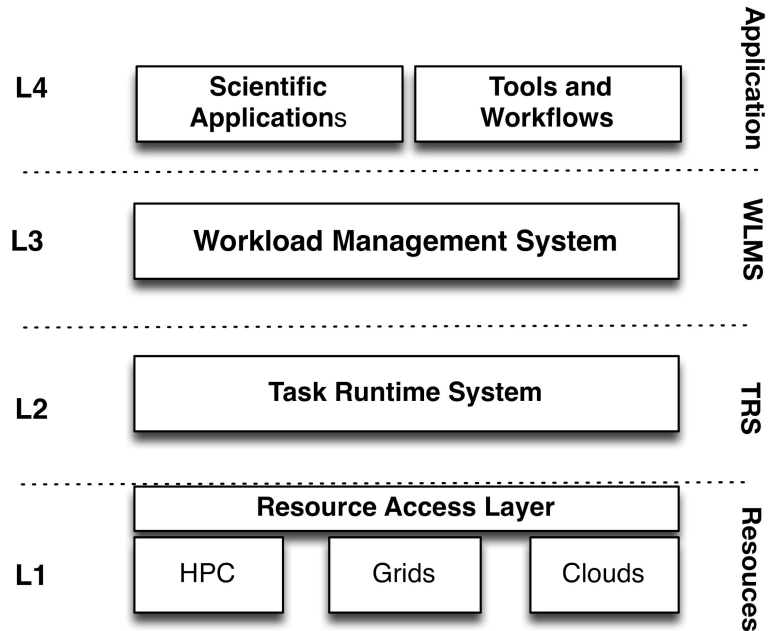 Application
L4
Scientific
Applications
Tools and
Workflows
L3
Workload Management System
WLMS
L2
Task Runtime System
TRS
Resource Access Layer
L1
HPC
Grids
Clouds
Resouces